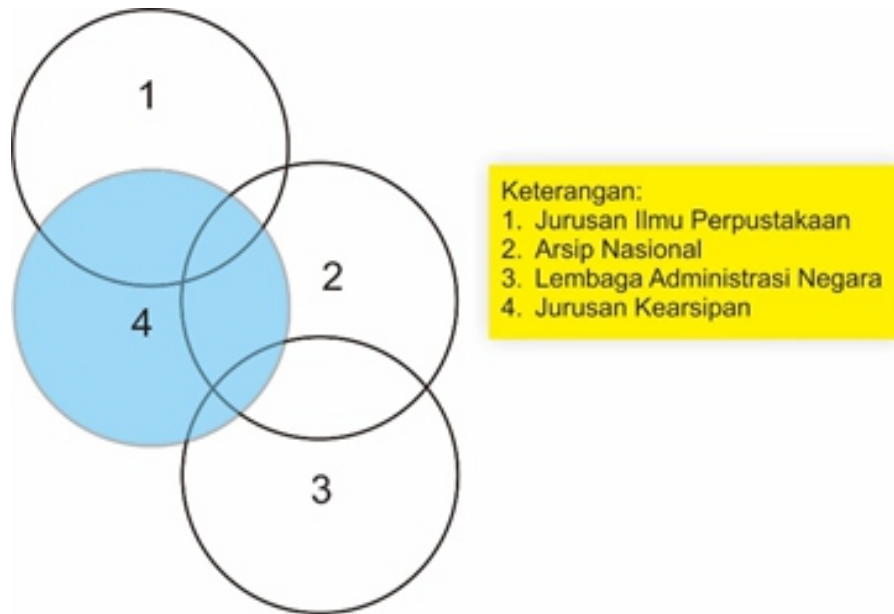 1
2
4
3
Keterangan:
1. Jurusan Ilmu Perpustakaan
2. Arsip Nasional
3. Lembaga Administrasi Negara
4. Jurusan Kearsipan